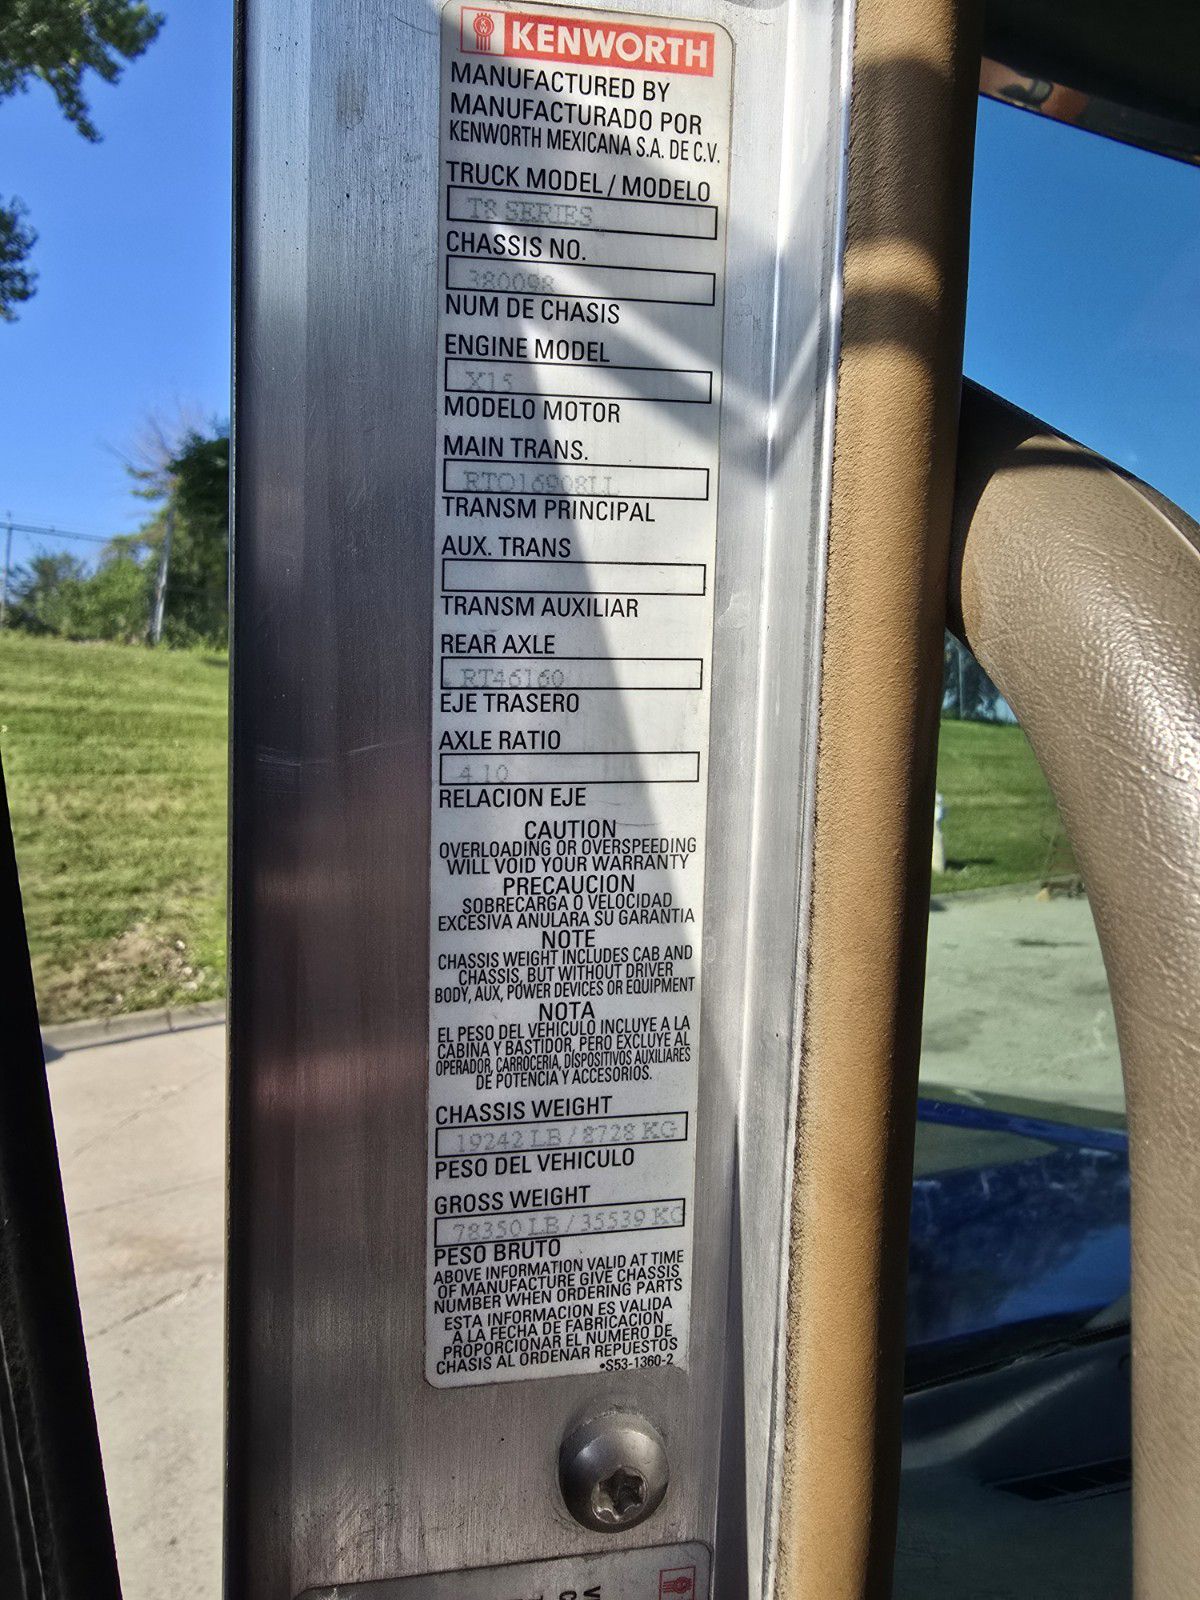 KENWORTH
MANUFACTURED BY
MANUFACTURADO POR
KENWORTH MEXICANA S.A. DE C.V.
TRUCK MODEL / MODELO
T8 SERIES
CHASSIS NO.
380098
NUM DE CHASIS
ENGINE MODEL
X15
MODELO MOTOR
MAIN TRANS.
RTO16908LL
TRANSM PRINCIPAL
AUX. TRANS
TRANSM AUXILIAR
REAR AXLE
RT46160
EJE TRASERO
AXLE RATIO
4.10
RELACION EJE
CAUTION
OVERLOADING OR OVERSPEEDING
WILL VOID YOUR WARRANTY
PRECAUCION
SOBRECARGA O VELOCIDAD
EXCESIVA ANULARA SU GARANTIA
NOTE
CHASSIS WEIGHT INCLUDES CAB AND
CHASSIS, BUT WITHOUT DRIVER
BODY, AUX, POWER DEVICES OR EQUIPMENT
NOTA
EL PESO DEL VEHICULO INCLUYE A LA
CABINA Y BASTIDOR, PERO EXCLUYE AL
OPERADOR, CARROCERIA, DISPOSITIVOS AUXILIARES
DE POTENCIA Y ACCESORIOS.
CHASSIS WEIGHT
19242 LB / 8728 KG
PESO DEL VEHICULO
GROSS WEIGHT
78350 LB / 35539 KG
PESO BRUTO
ABOVE INFORMATION VALID AT TIME
OF MANUFACTURE GIVE CHASSIS
NUMBER WHEN ORDERING PARTS
ESTA INFORMACION ES VALIDA
A LA FECHA DE FABRICACION
PROPORCIONAR EL NUMERO DE
CHASIS AL ORDENAR REPUESTOS
•S53-1360-2